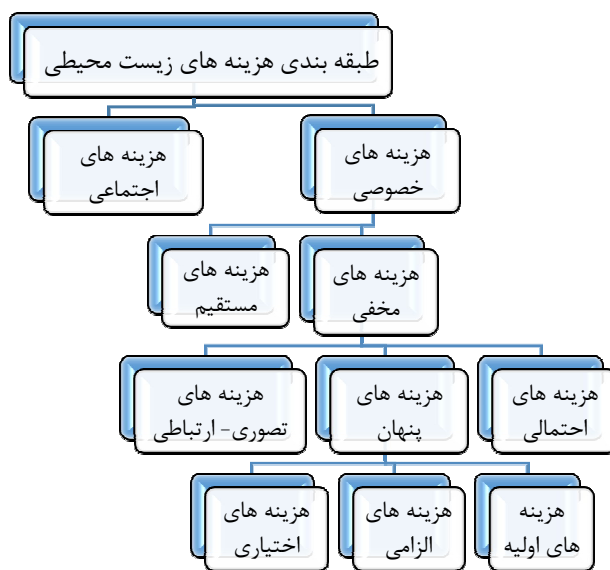 طبقه بندی هزینه های زیست محیطی
هزینه های
خصوصی
هزینه های
اجتماعی
هزینه های
مخفی
هزینه های
مستقیم
هزینه های
احتمالی
هزینه های
پنهان
هزینه های
تصوری- ارتباطی
هزینه
های اولیه
هزینه های
الزامی
هزینه های
اختیاری